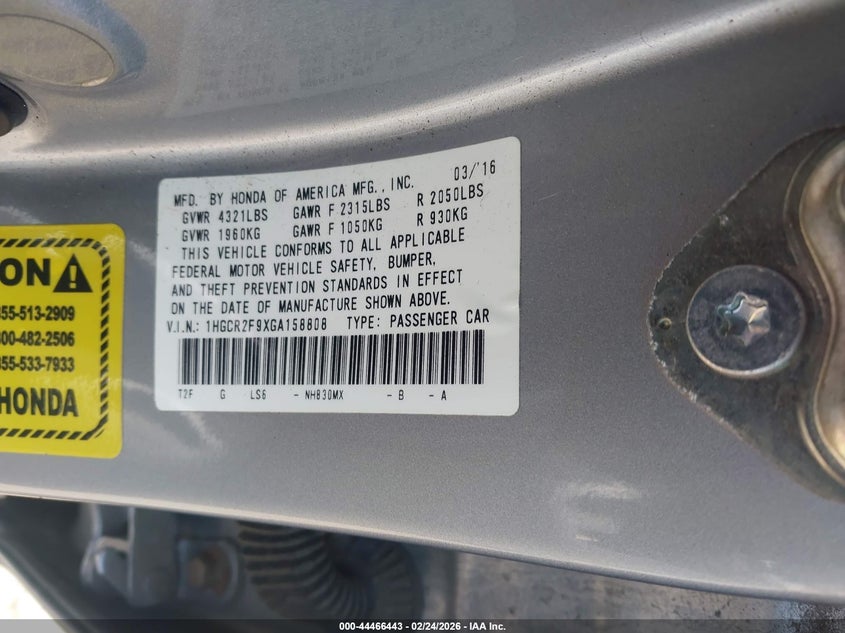 MFD. BY HONDA OF AMERICA MFG., INC. 03/'16
GVWR 4321LBS GAWR F 2315LBS R 2050LBS
GVWR 1960KG GAWR F 1050KG R 930KG
THIS VEHICLE CONFORMS TO ALL APPLICABLE
FEDERAL MOTOR VEHICLE SAFETY, BUMPER,
AND THEFT PREVENTION STANDARDS IN EFFECT
ON THE DATE OF MANUFACTURE SHOWN ABOVE.
V.I.N.: 1HGCR2F9XGA158808 TYPE: PASSENGER CAR
T2F G LS6 - NH830MX - B - A
ON
55-513-2909
00-482-2506
55-533-7933
HONDA
000-44466443 - 02/24/2026 - IAA Inc.